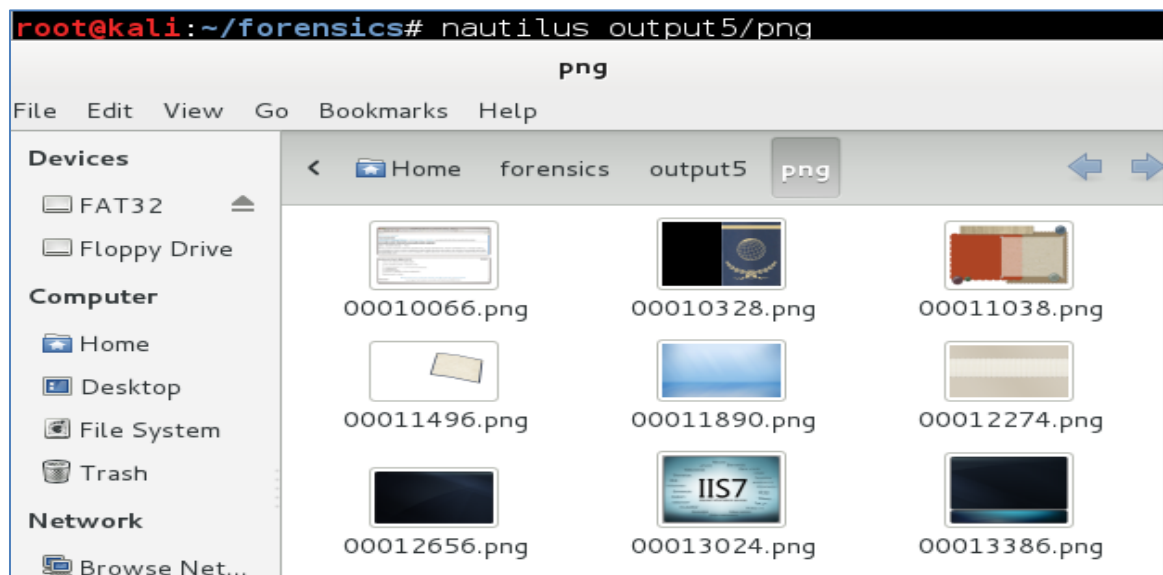 root@kali:~/forensics# nautilus output5/png
png
File Edit View Go Bookmarks Help
Devices
FAT32
Floppy Drive
Computer
Home
Desktop
File System
Trash
Network
Browse Net...
< Home forensics output5 png
00010066.png 00010328.png 00011038.png
00011496.png 00011890.png 00012274.png
IIS7
00012656.png 00013024.png 00013386.png